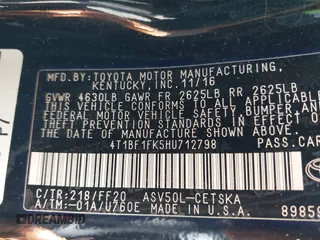 MFD. BY: TOYOTA MOTOR MANUFACTURING,
KENTUCKY, INC. 11/16
GVWR 4630LB GAWR FR 2625LB RR 2625LB
THIS VEHICLE CONFORMS TO ALL APPLICABLE
FEDERAL MOTOR VEHICLE SAFETY, BUMPER AND
THEFT PREVENTION STANDARDS IN EFFECT ON
THE DATE OF MANUFACTURE SHOWN ABOVE.
4T1BF1FK5HU712798 PASS.CAR
C/TR:218/FF20 ASV50L-CETSKA
A/TM:-01A/U760E MADE IN U.S.A. 8985
DREAMBID